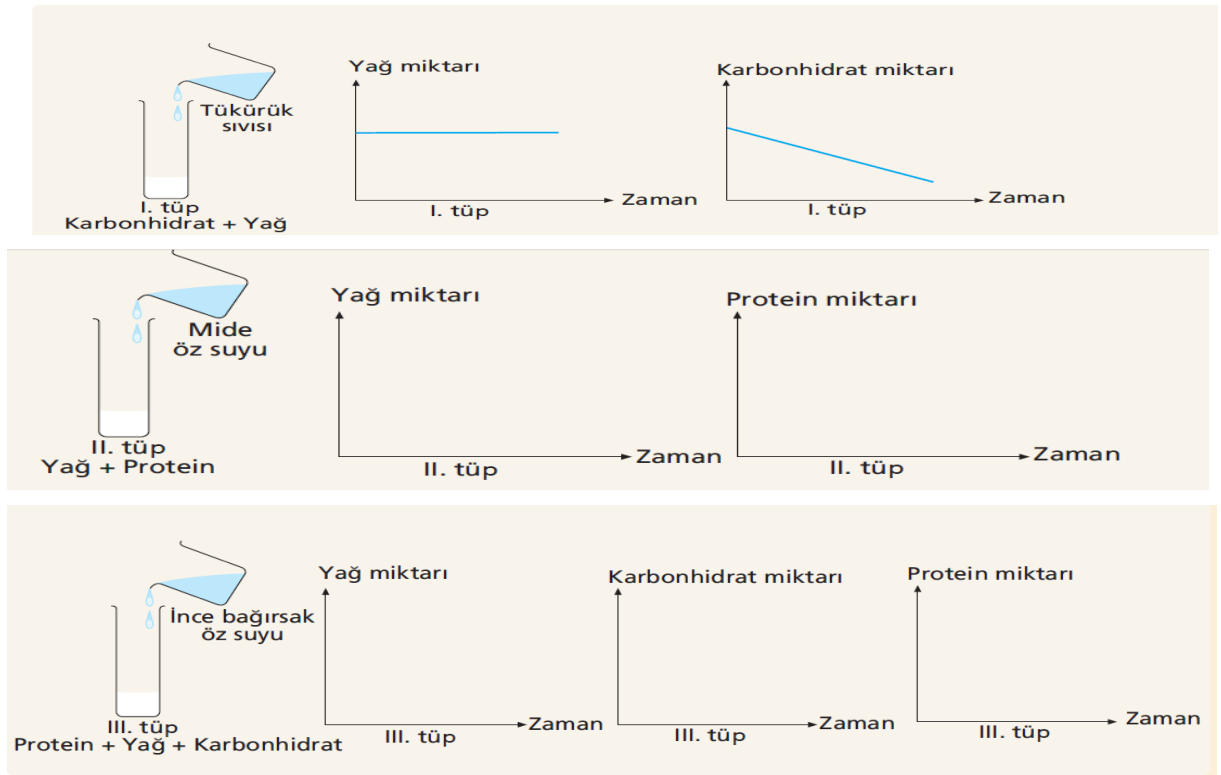 Yağ miktarı
Karbonhidrat miktarı
Tükürük
sıvısı
Zaman
Zaman
I. tüp
I. tüp
I. tüp
Karbonhidrat + Yağ
Yağ miktarı
Protein miktarı
Mide
öz suyu
II. tüp
Yağ + Protein
Zaman
Zaman
II. tüp
II. tüp
Yağ miktarı
Karbonhidrat miktarı
Protein miktarı
İnce bağırsak
öz suyu
III. tüp
Protein + Yağ + Karbonhidrat
Zaman
Zaman
Zaman
III. tüp
III. tüp
III. tüp